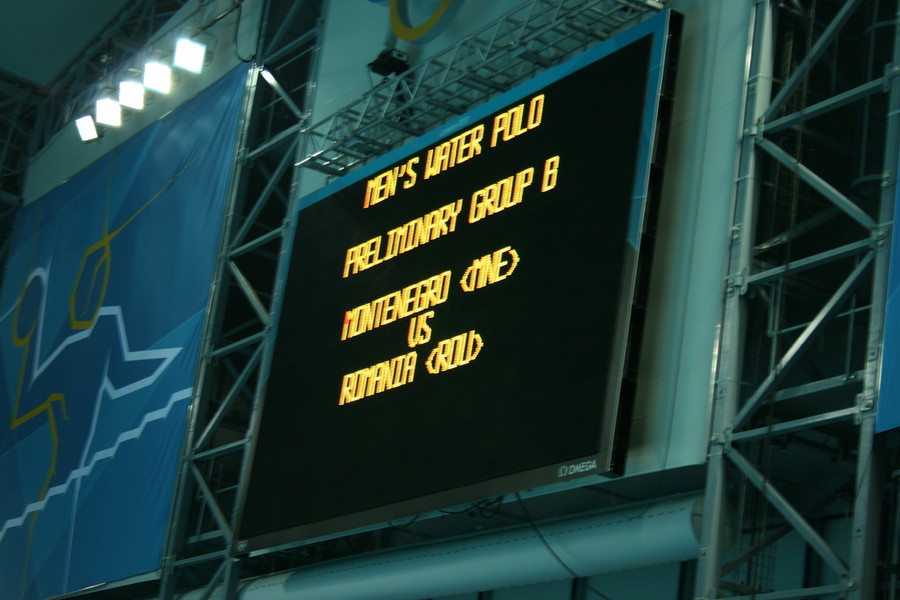 MEN'S WATER POLO
PRELIMINARY GROUP B
MONTENEGRO <MNE>
VS
ROMANIA <ROU>
OMEGA